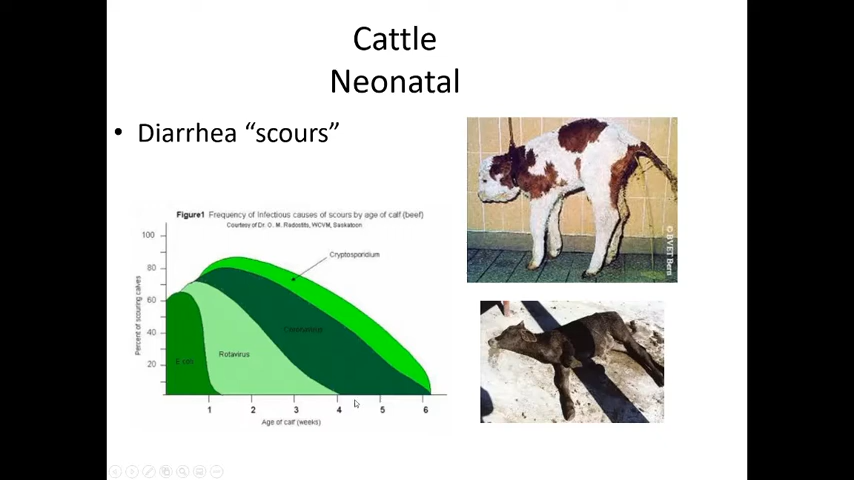 Cattle
Neonatal
• Diarrhea “scours”
Figure1 Frequency of Infectious causes of scours by age of calf (beef)
Courtesy of Dr. O. M. Radostits, WCVM, Saskatoon
Percent of scouring calves
100
80
60
40
20
Cryptosporidium
Coronavirus
Rotavirus
E coli
1 2 3 4 5 6
Age of calf (weeks)
© BVET Bern